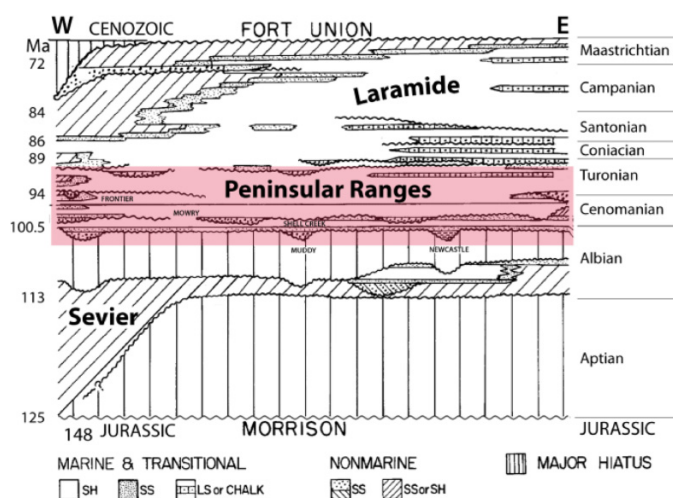 W CENOZOIC FORT UNION E
Ma
72
84
86
89
94
100.5
113
125
Maastrichtian
Campanian
Santonian
Coniacian
Turonian
Cenomanian
Albian
Aptian
JURASSIC
Laramide
Peninsular Ranges
FRONTIER
MOWRY
SHELL CREEK
MUDDY
NEWCASTLE
Sevier
148 JURASSIC MORRISON
MARINE & TRANSITIONAL NONMARINE MAJOR HIATUS
SH SS LS or CHALK SS SS or SH